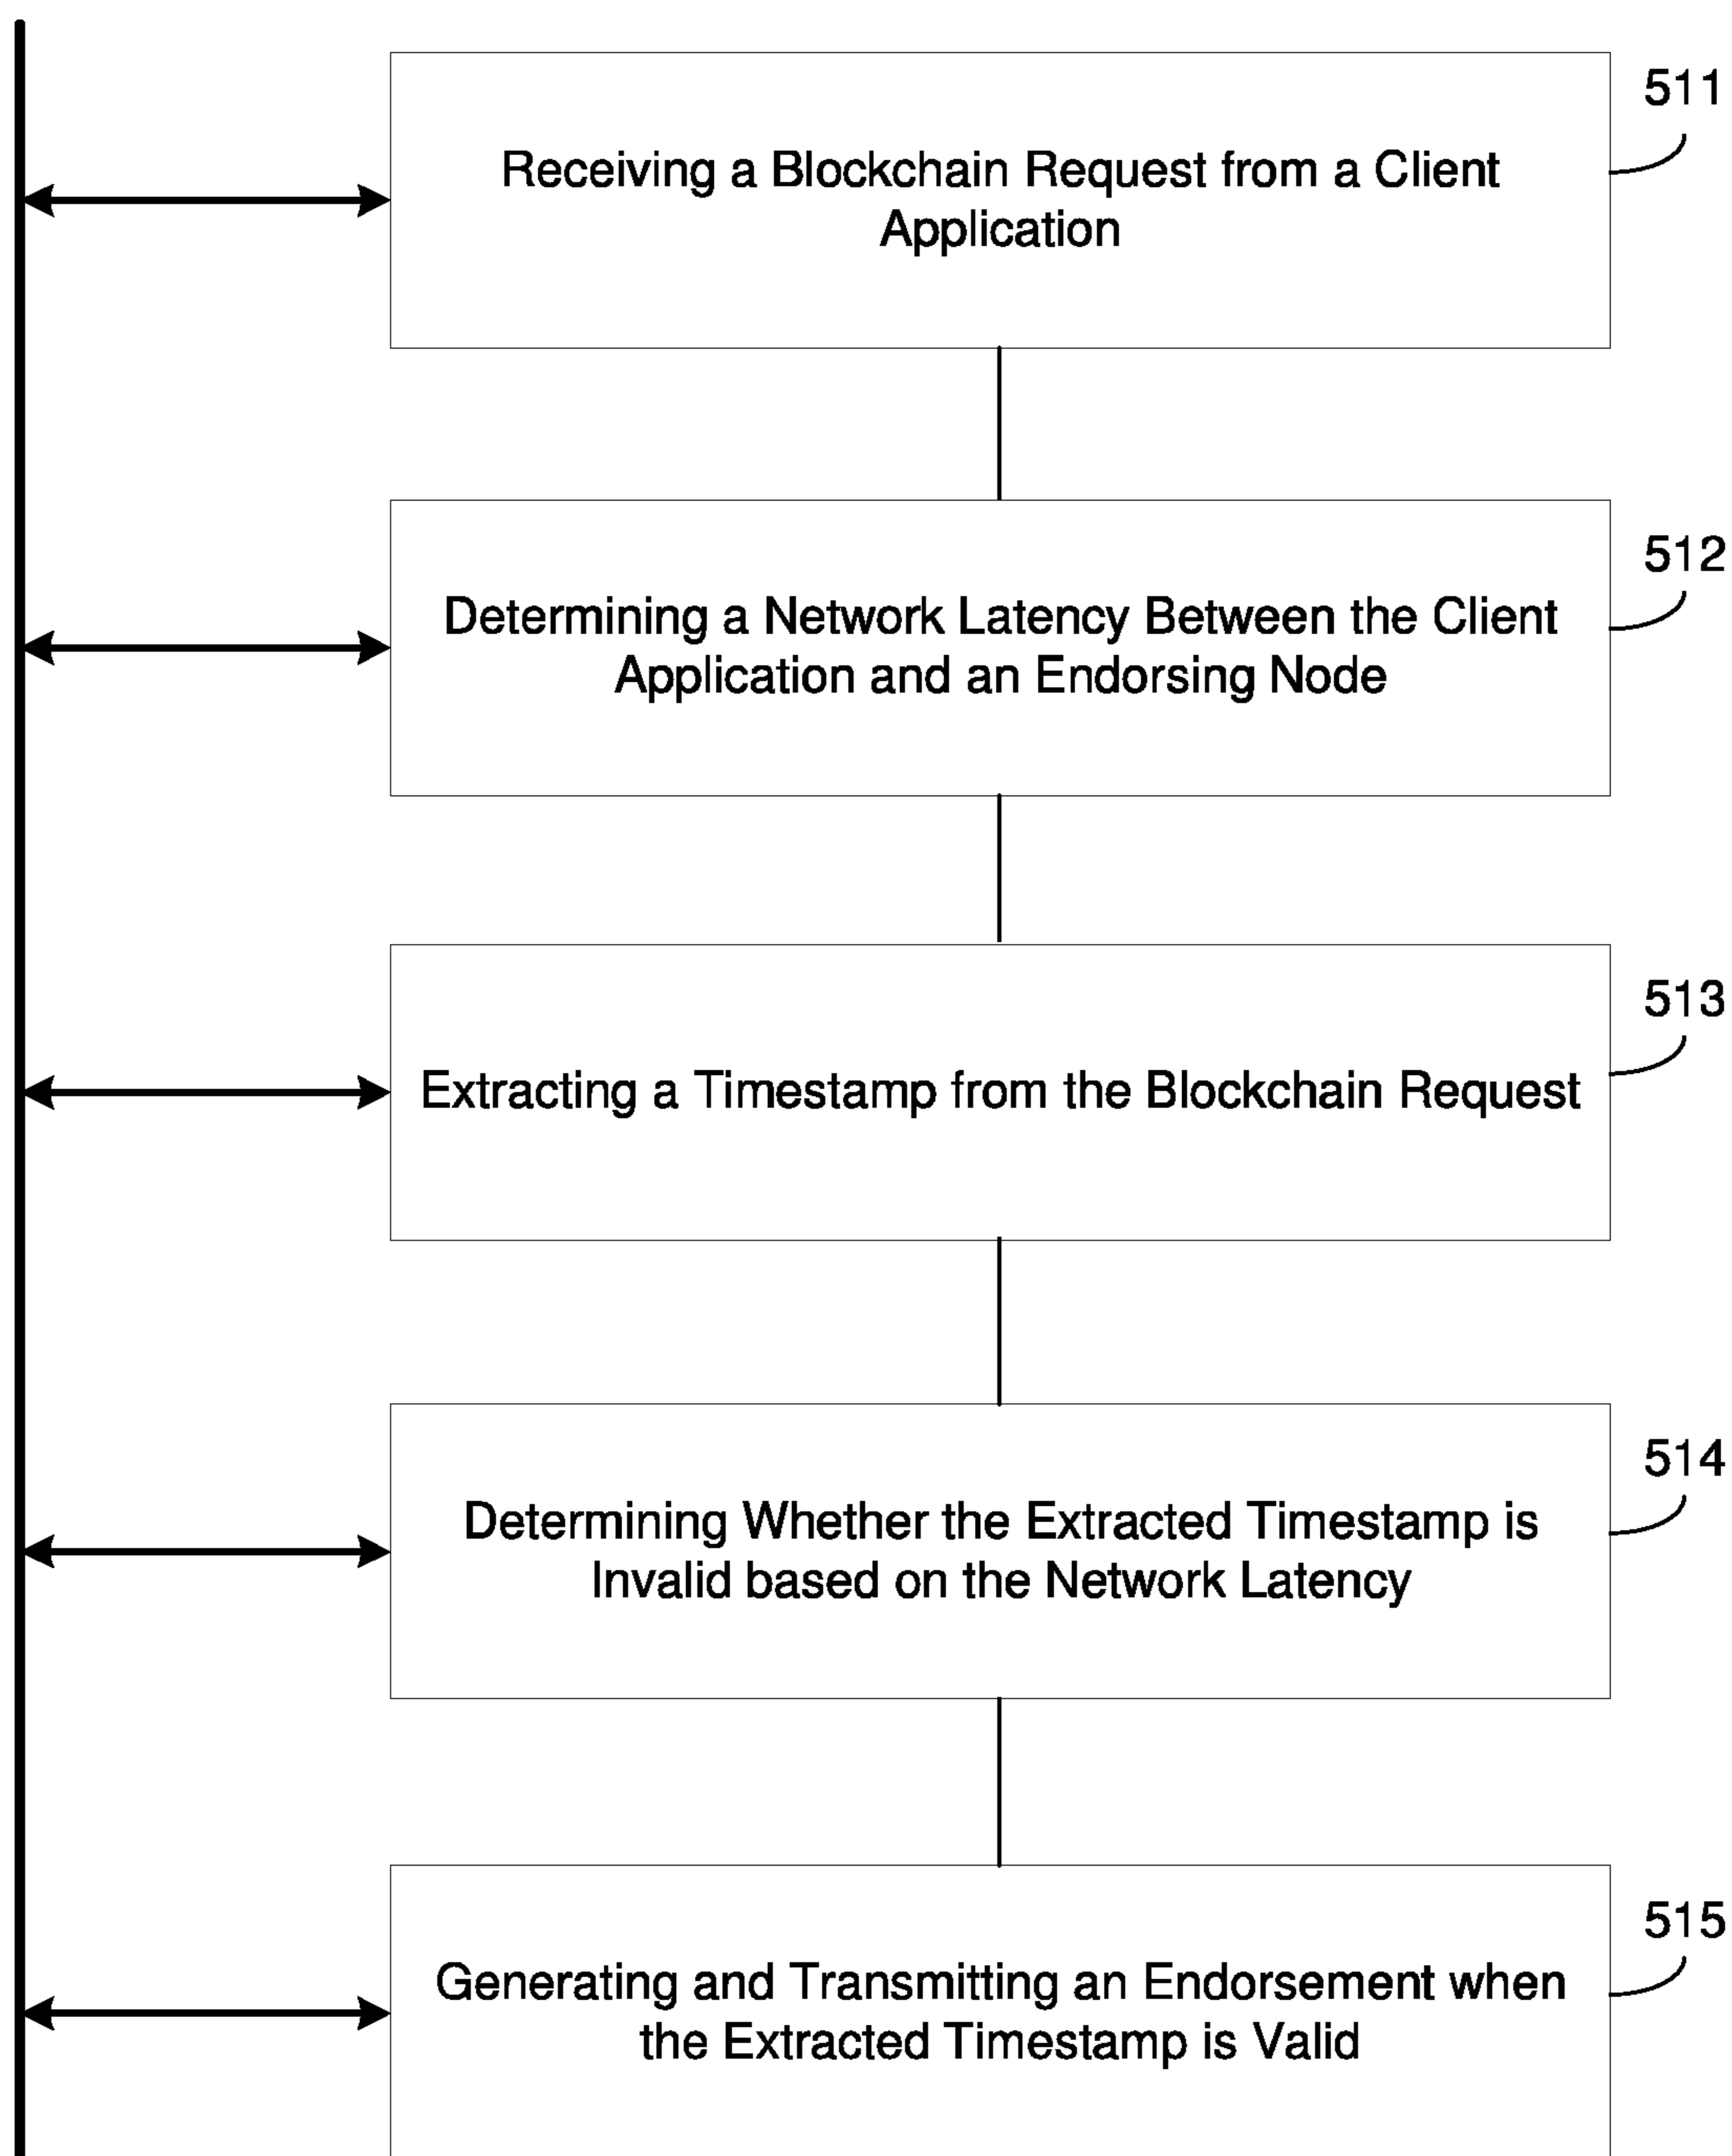 511
Receiving a Blockchain Request from a Client
Application
512
Determining a Network Latency Between the Client
Application and an Endorsing Node
513
Extracting a Timestamp from the Blockchain Request
514
Determining Whether the Extracted Timestamp is
Invalid based on the Network Latency
515
Generating and Transmitting an Endorsement when
the Extracted Timestamp is Valid